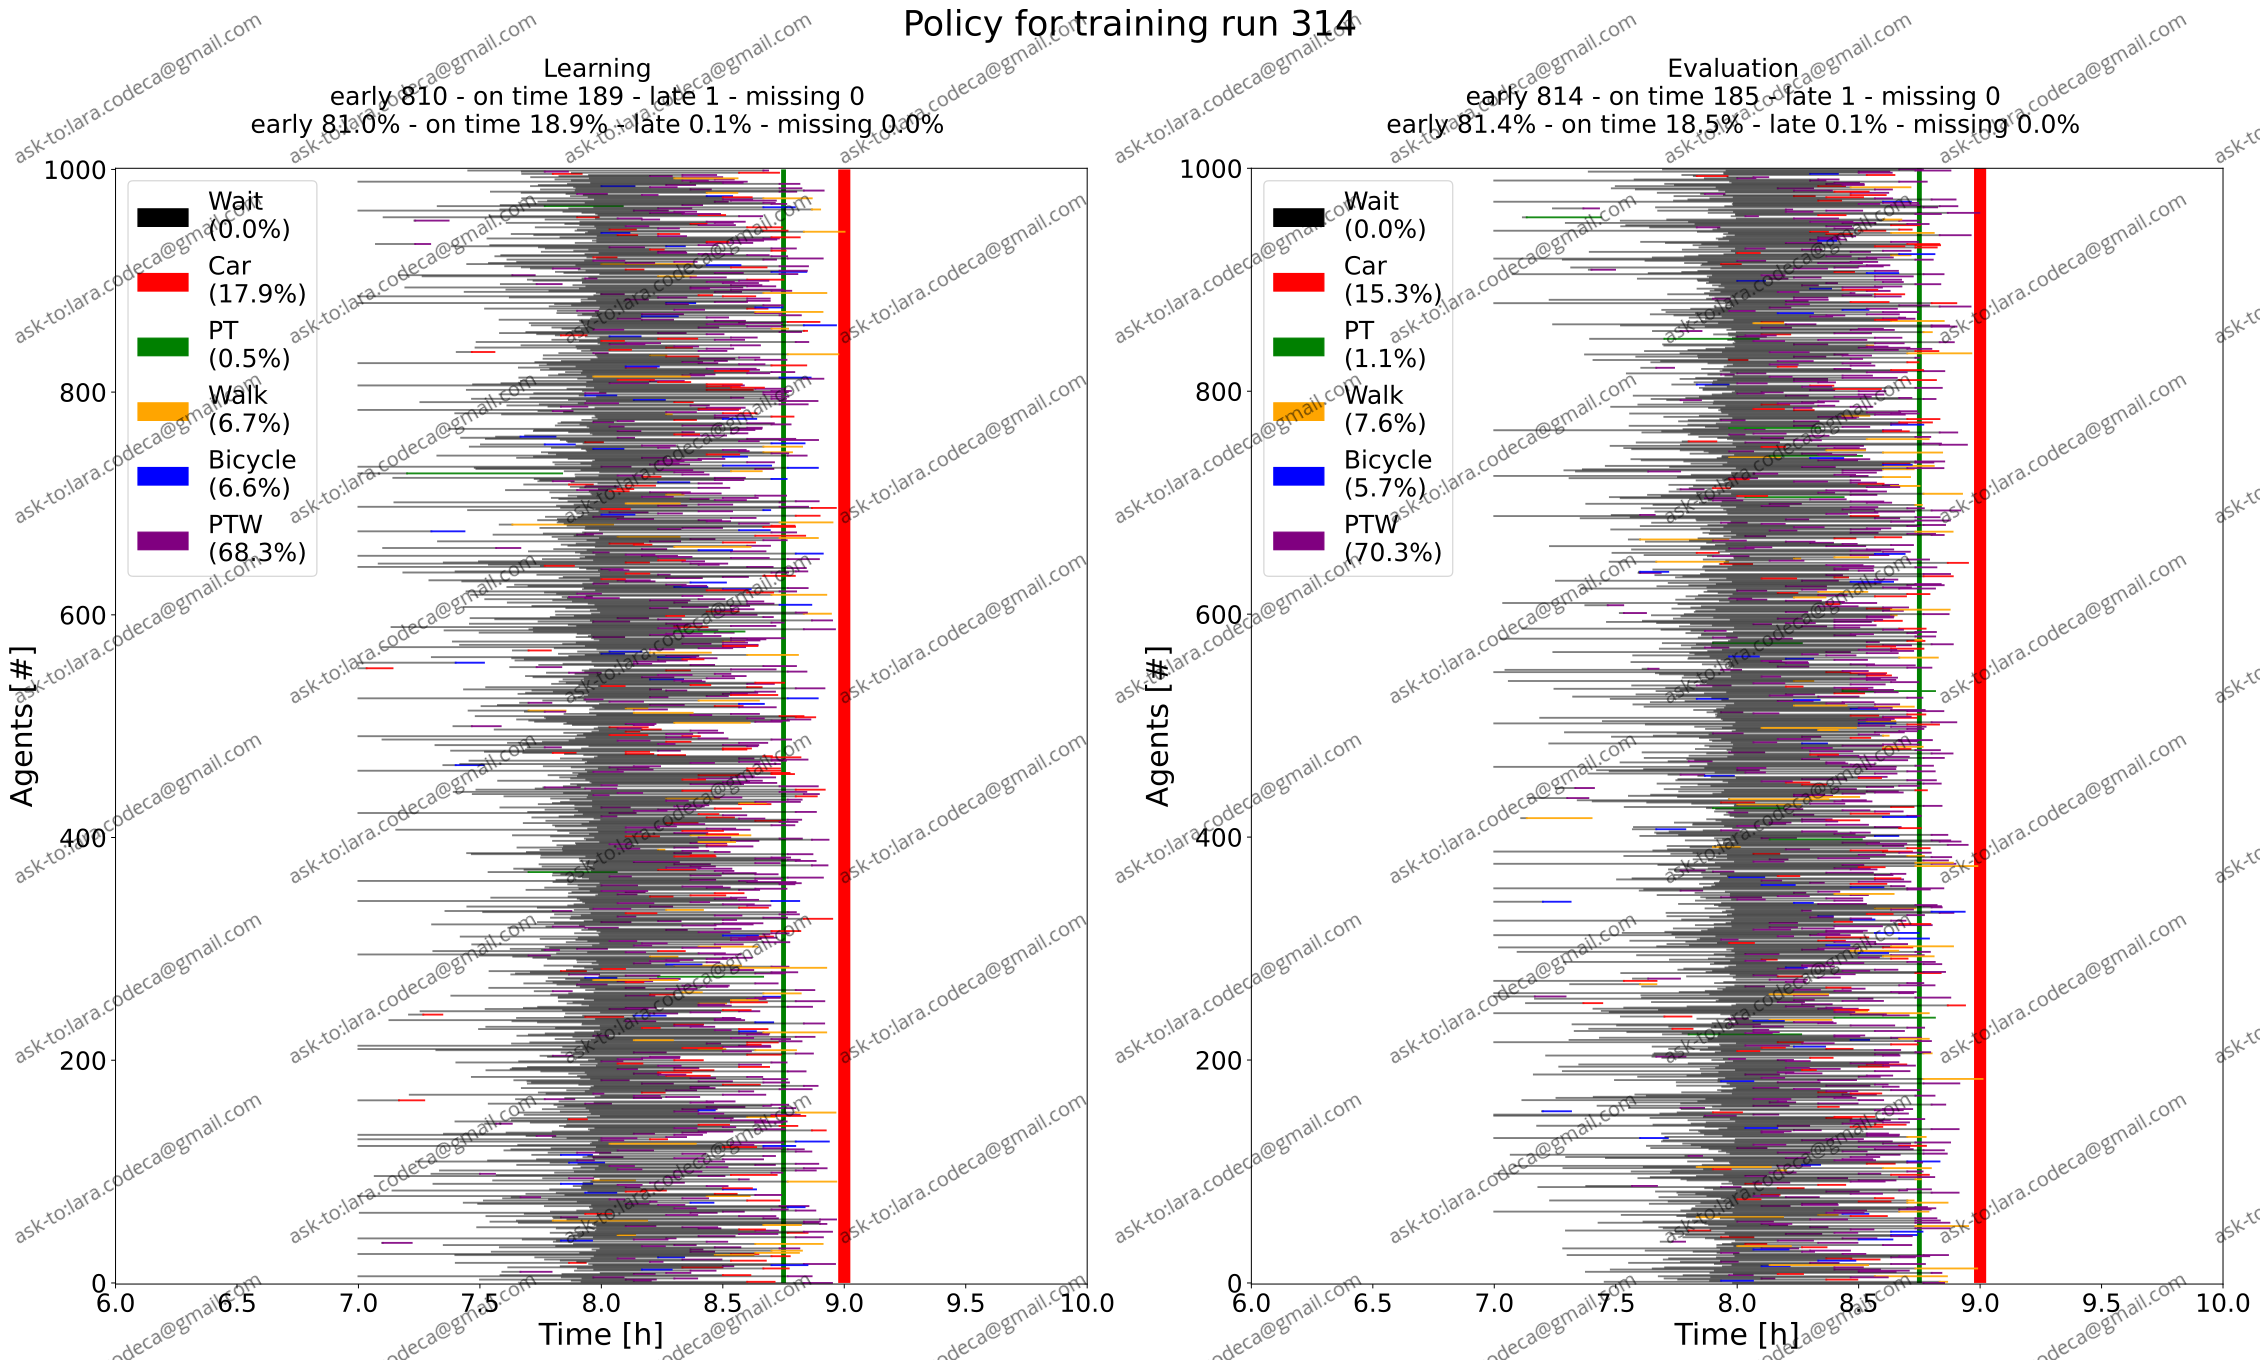 Policy for training run 314
Learning
early 810 - on time 189 - late 1 - missing 0
early 81.0% - on time 18.9% - late 0.1% - missing 0.0%
1000
800
600
400
200
0
Agents [#]
Wait
(0.0%)
Car
(17.9%)
PT
(0.5%)
Walk
(6.7%)
Bicycle
(6.6%)
PTW
(68.3%)
6.0 6.5 7.0 7.5 8.0 8.5 9.0 9.5 10.0
Time [h]
Evaluation
early 814 - on time 185 - late 1 - missing 0
early 81.4% - on time 18.5% - late 0.1% - missing 0.0%
1000
800
600
400
200
0
Agents [#]
Wait
(0.0%)
Car
(15.3%)
PT
(1.1%)
Walk
(7.6%)
Bicycle
(5.7%)
PTW
(70.3%)
6.0 6.5 7.0 7.5 8.0 8.5 9.0 9.5 10.0
Time [h]
ask-to:lara.codeca@gmail.com